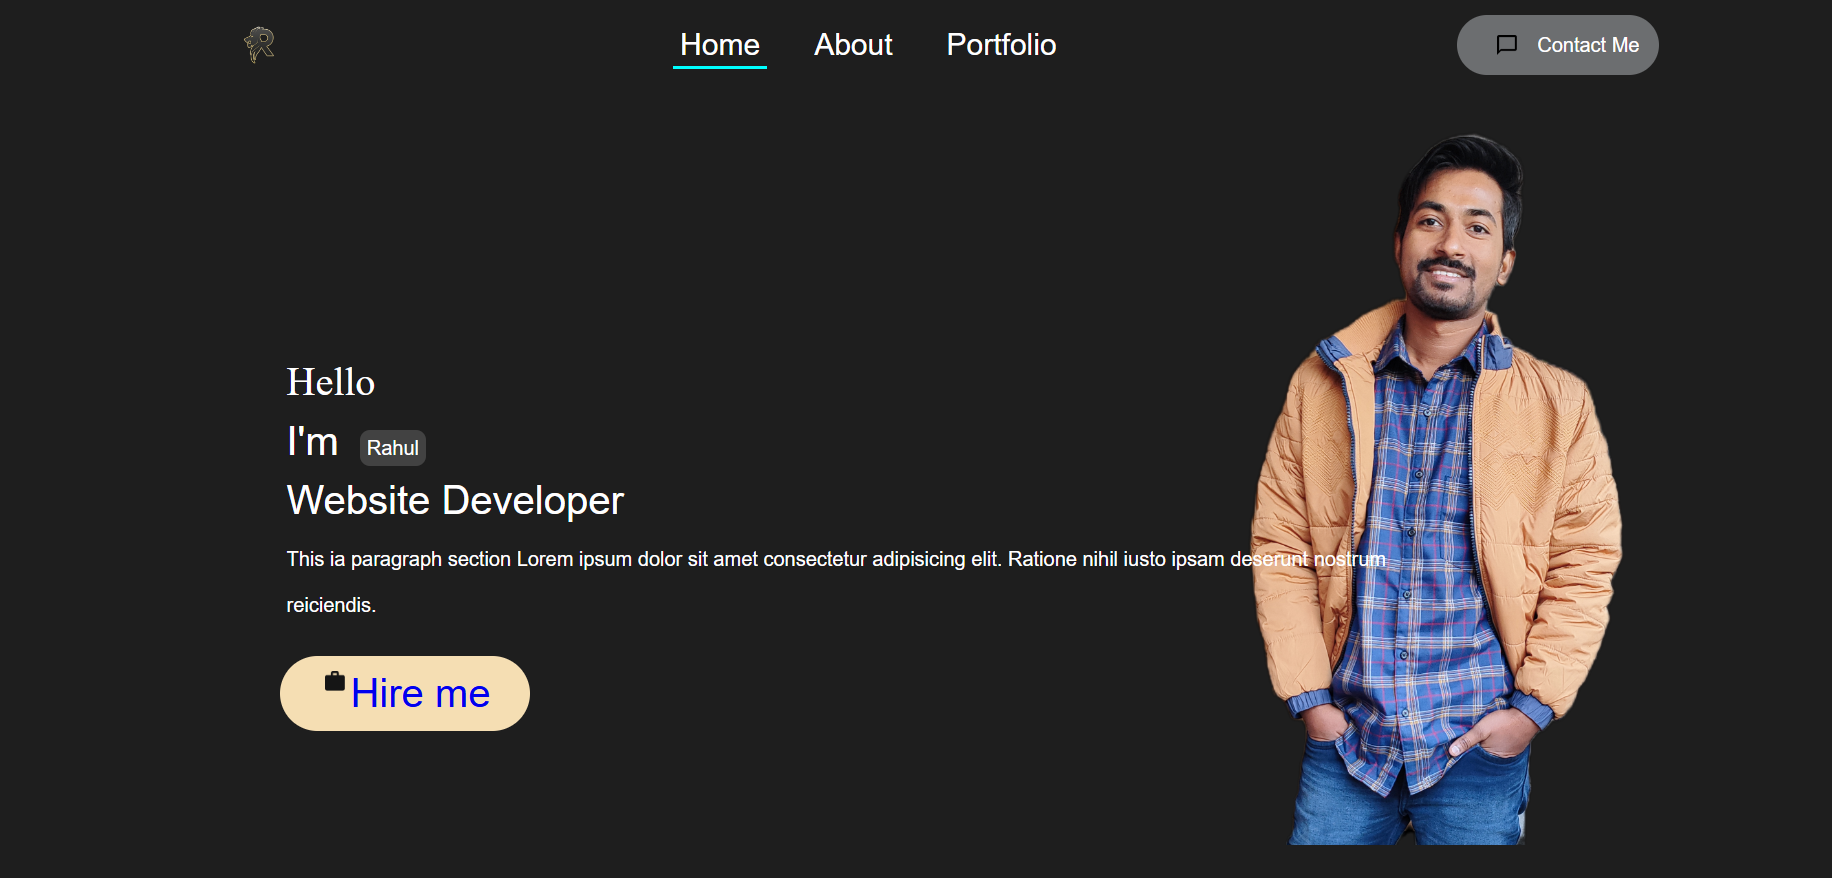 R
Home About Portfolio
Contact Me
Hello
I'm Rahul
Website Developer
This ia paragraph section Lorem ipsum dolor sit amet consectetur adipisicing elit. Ratione nihil iusto ipsam deserunt nostrum
reiciendis.
Hire me